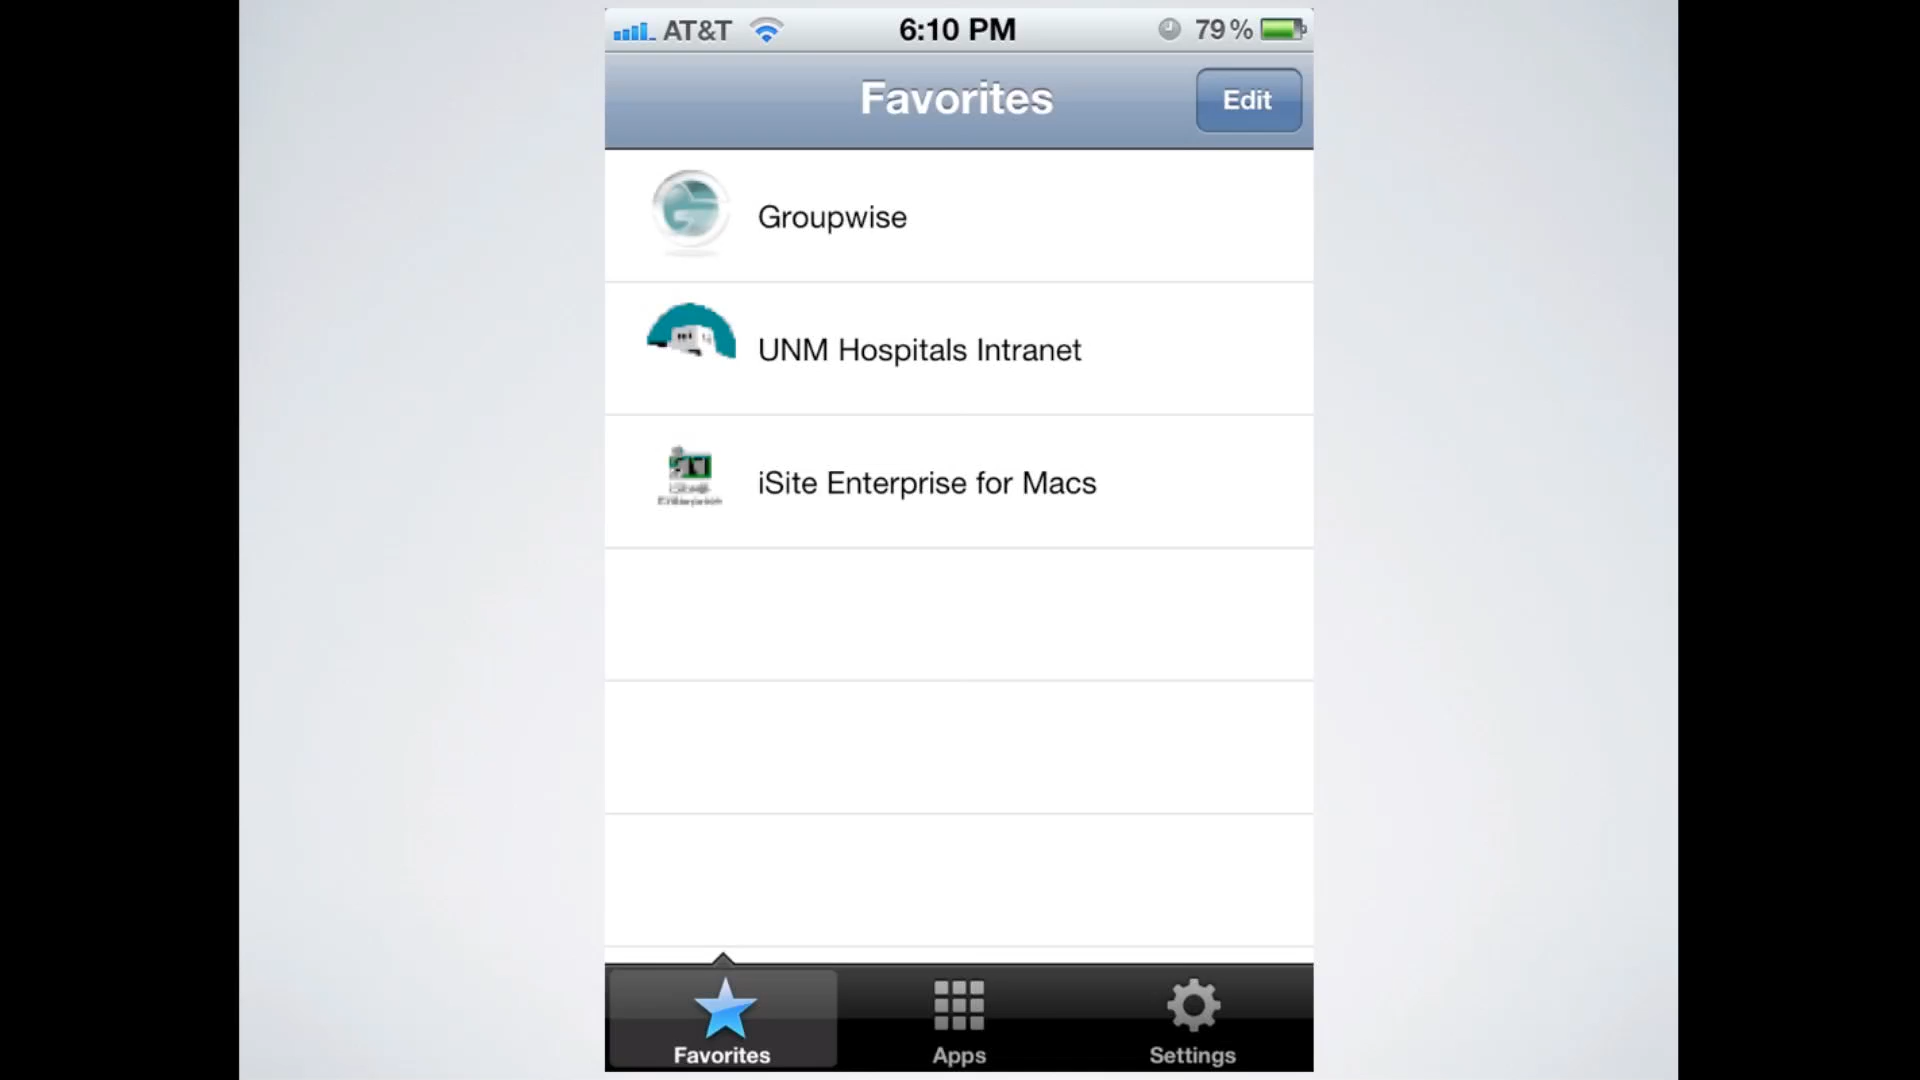 AT&T 6:10 PM 79%
Favorites Edit
Groupwise
UNM Hospitals Intranet
iSite Enterprise for Macs
Favorites Apps Settings